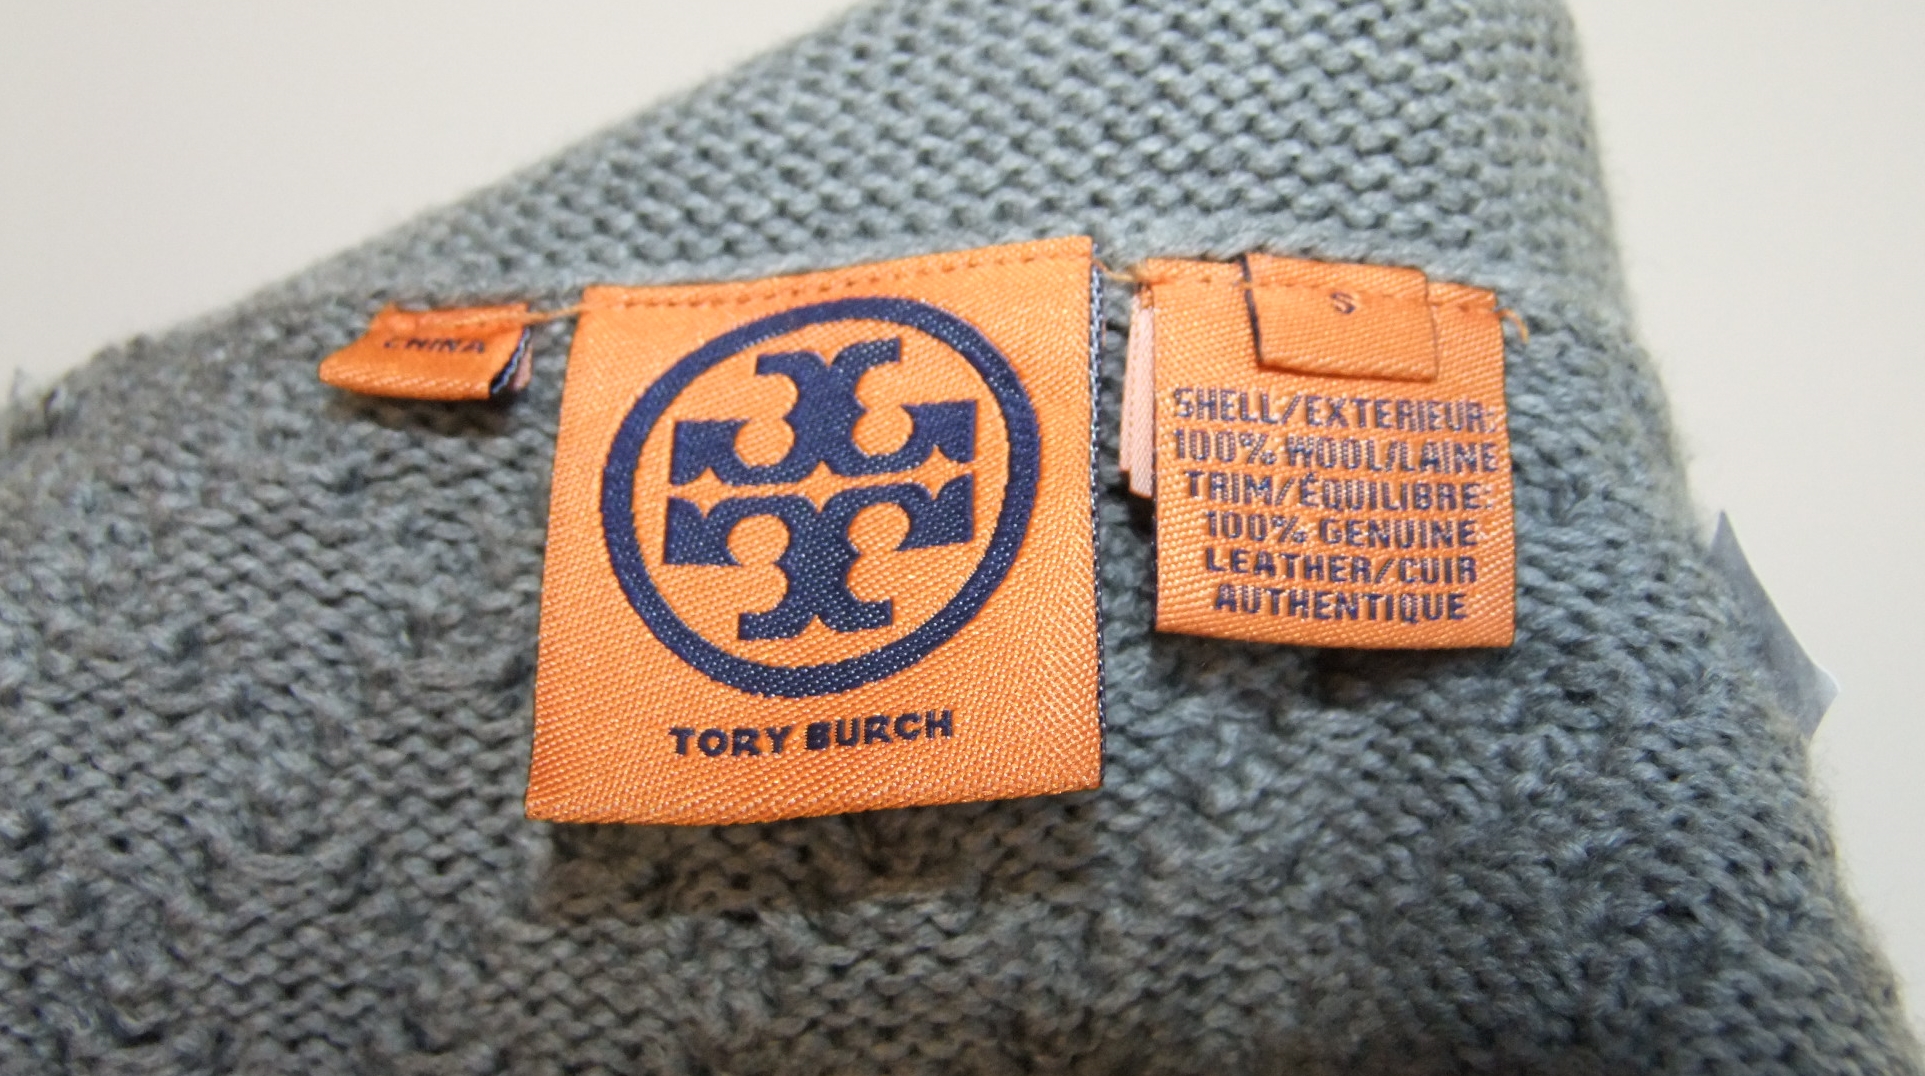 CHINA
TORY BURCH
S
SHELL/EXTERIEUR:
100% WOOL/LAINE
TRIM/ÉQUILIBRE:
100% GENUINE
LEATHER/CUIR
AUTHENTIQUE